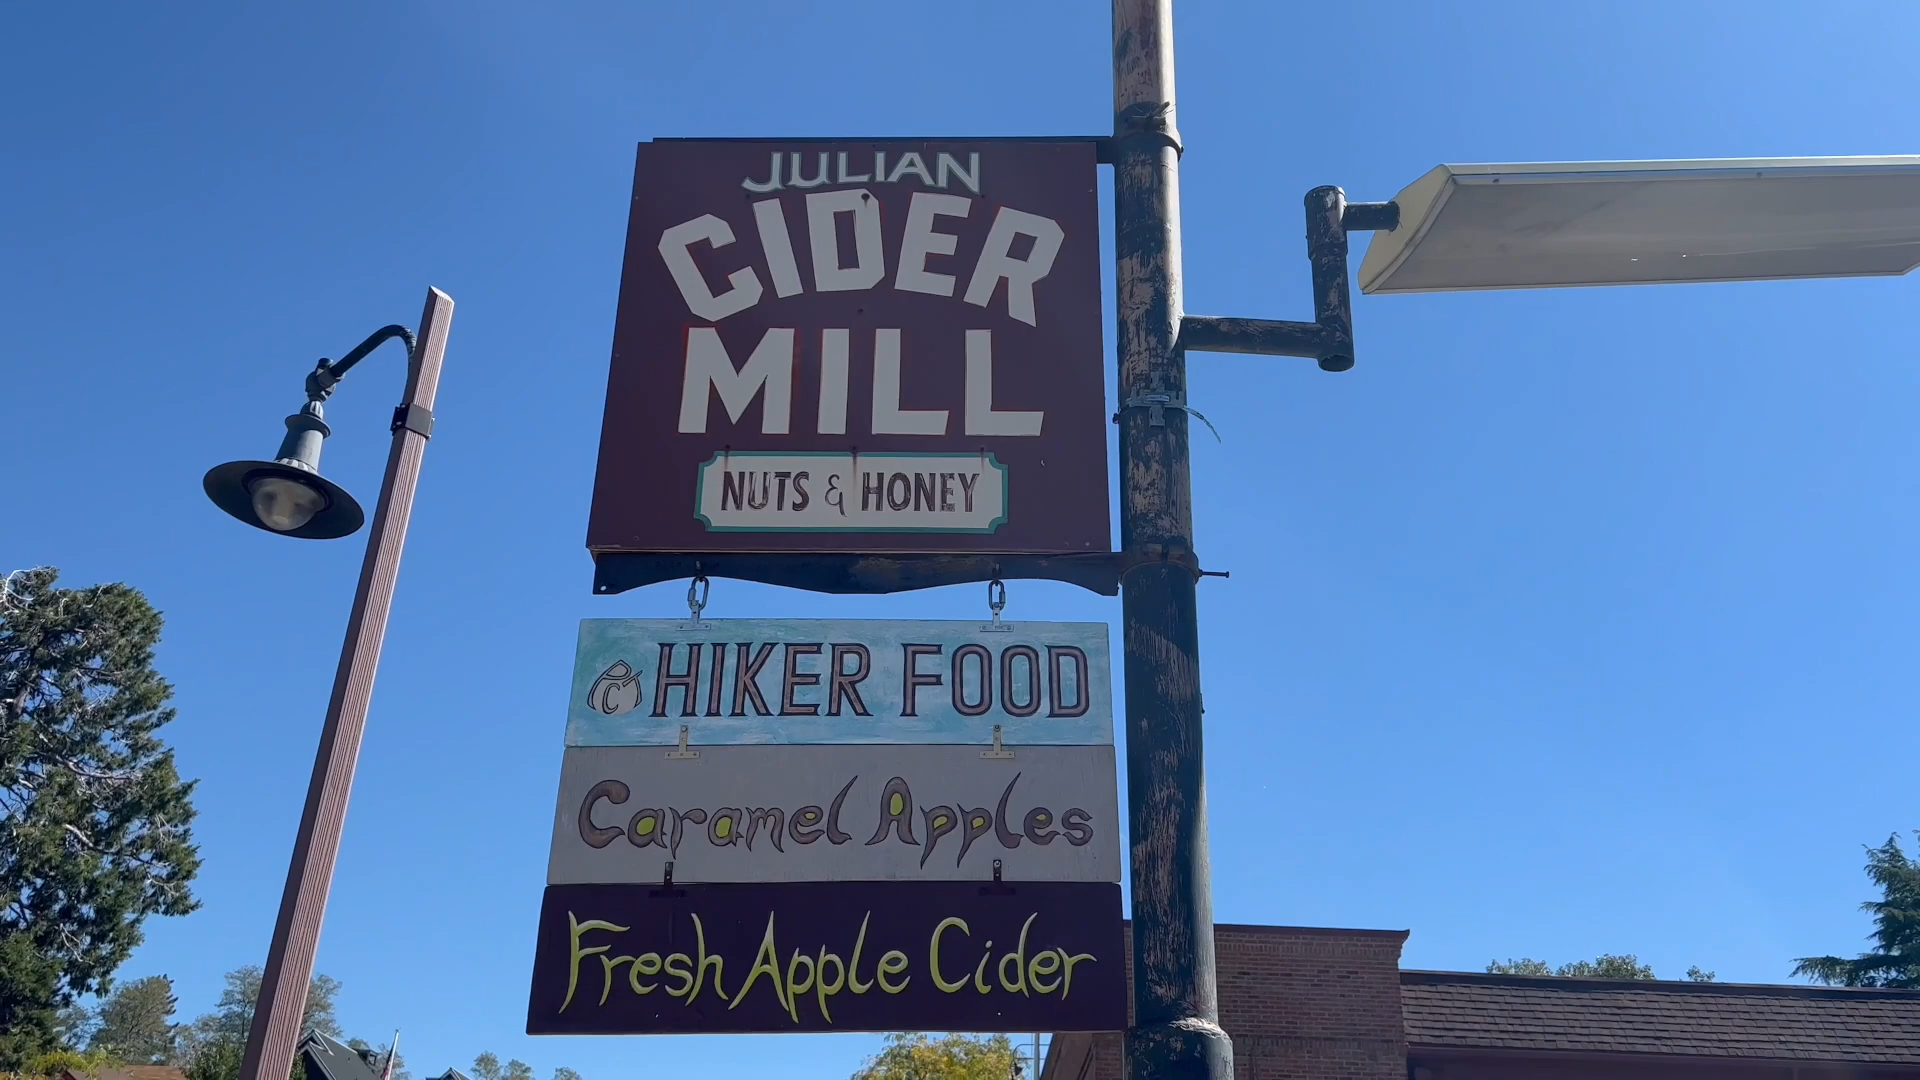 JULIAN
CIDER
MILL
NUTS & HONEY
HIKER FOOD
Caramel Apples
Fresh Apple Cider